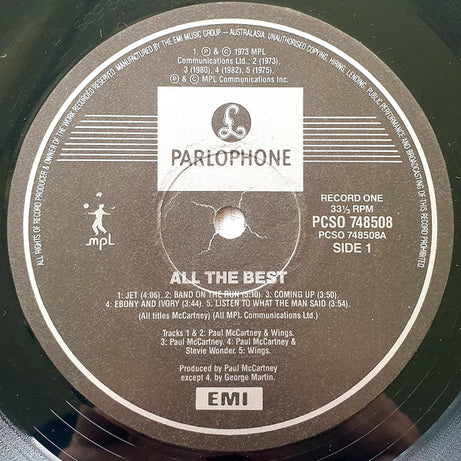 ALL RIGHTS OF RECORD PRODUCER & OWNER OF THE WORK RECORDED RESERVED. MANUFACTURED BY THE EMI MUSIC GROUP - AUSTRALASIA. UNAUTHORISED COPYING, HIRING, LENDING, PUBLIC PERFORMANCE AND BROADCASTING OF THIS RECORD PROHIBITED
1. ℗ & © 1973 MPL
Communications Ltd.; 2 (1973).
3 (1980), 4 (1982), 5 (1975).
℗ & © MPL Communications Inc.
£
PARLOPHONE
mpl
RECORD ONE
33⅓ RPM
PCSO 748508
PCSO 748508A
SIDE 1
ALL THE BEST
1: JET (4:06). 2: BAND ON THE RUN (5:10). 3: COMING UP (3:50).
4: EBONY AND IVORY (3:44). 5: LISTEN TO WHAT THE MAN SAID (3:54).
(All titles McCartney) (All MPL Communications Ltd.)
Tracks 1 & 2: Paul McCartney & Wings.
3: Paul McCartney. 4: Paul McCartney &
Stevie Wonder. 5: Wings.
Produced by Paul McCartney
except 4, by George Martin.
EMI